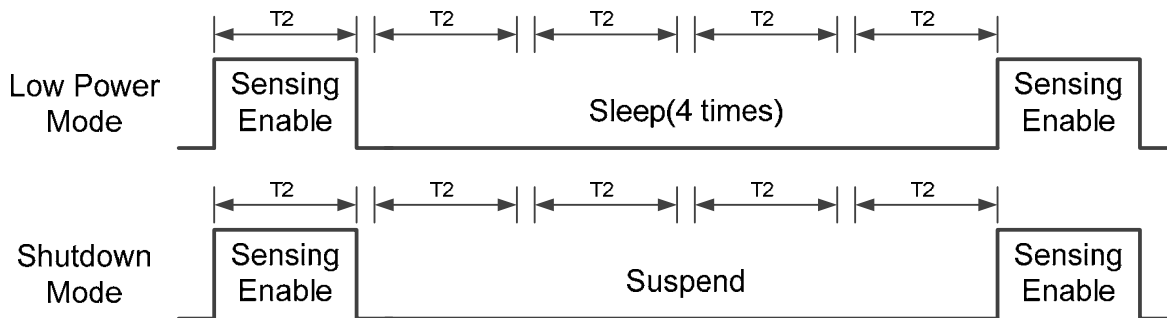 T2 T2 T2 T2 T2
Low Power
Mode
Sensing
Enable
Sleep(4 times)
Sensing
Enable
T2 T2 T2 T2 T2
Shutdown
Mode
Sensing
Enable
Suspend
Sensing
Enable